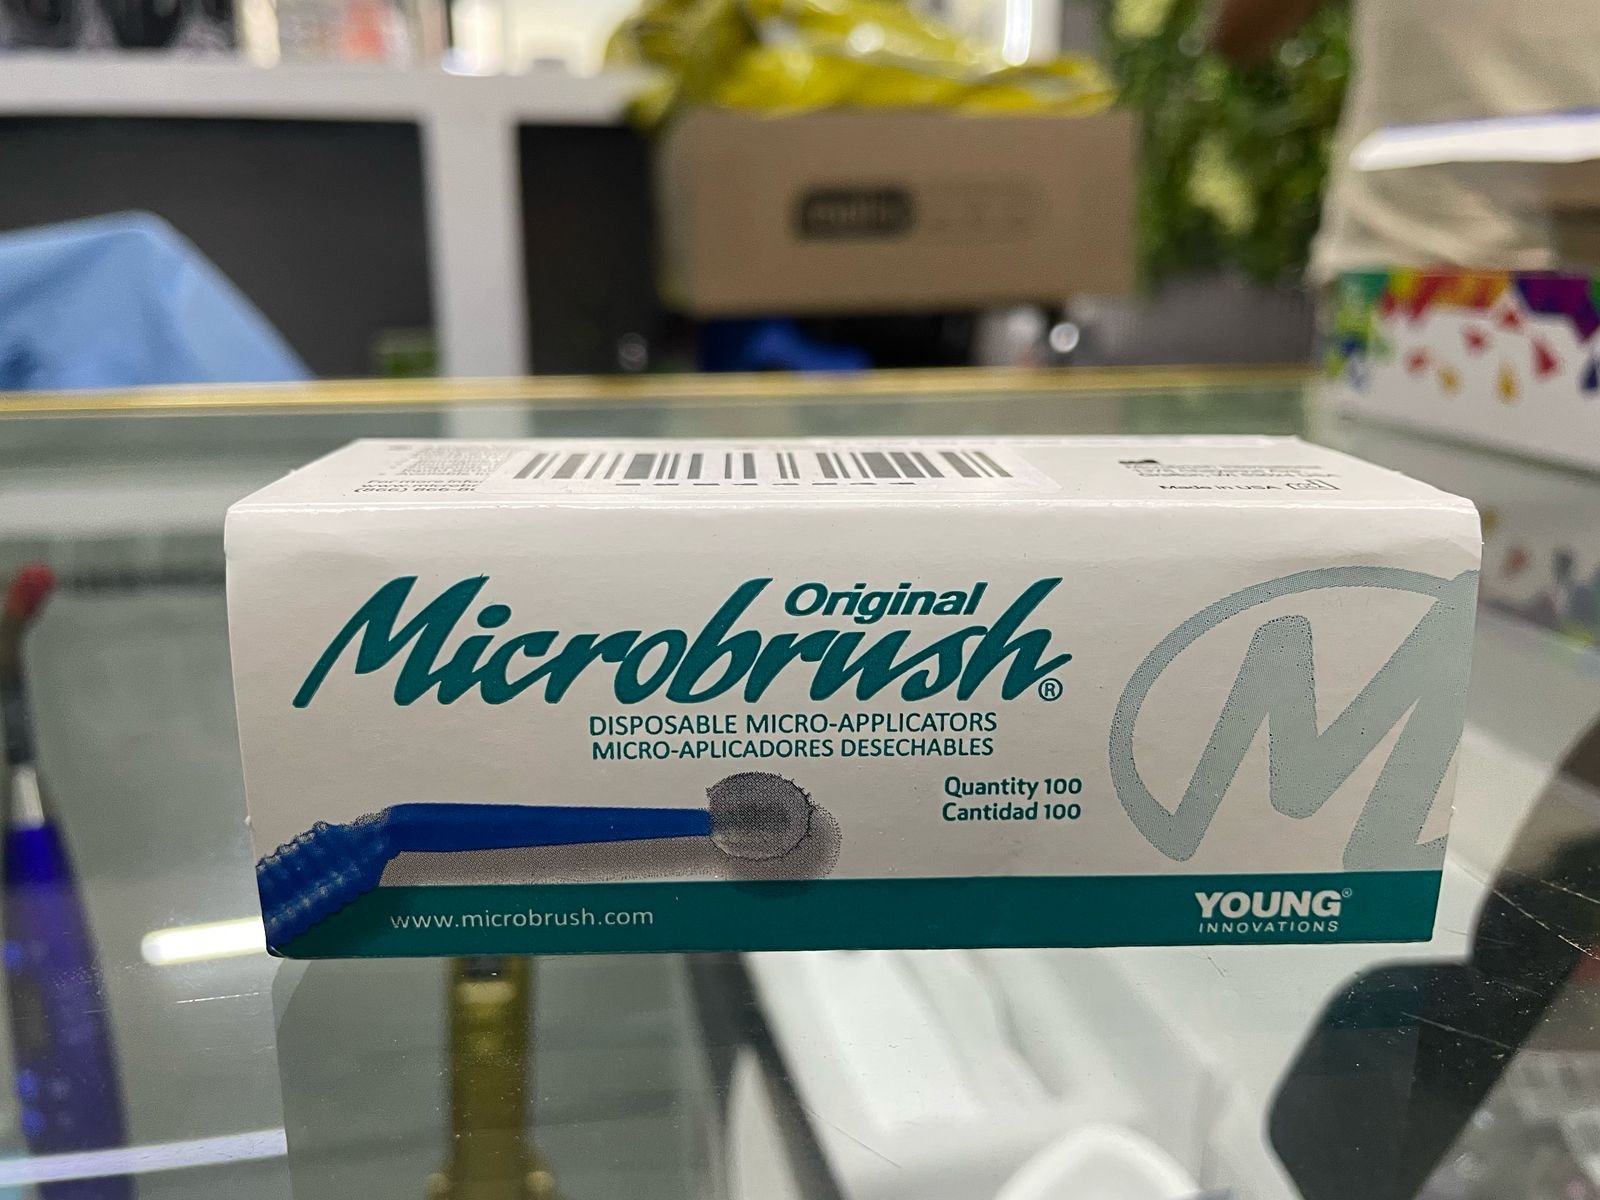 Made in USA
Original
Microbrush®
DISPOSABLE MICRO-APPLICATORS
MICRO-APLICADORES DESECHABLES
Quantity 100
Cantidad 100
www.microbrush.com
YOUNG®
INNOVATIONS